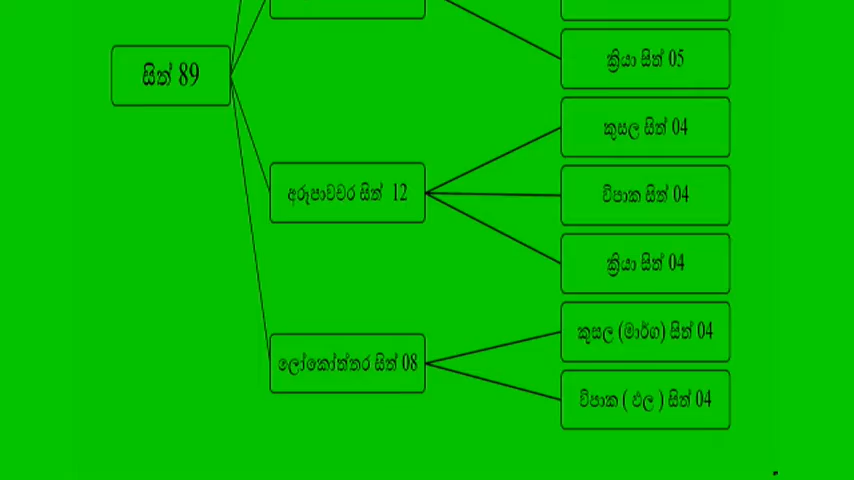 ක්‍රියා සිත් 05
සිත් 89
කුසල සිත් 04
අරූපාවචර සිත් 12
විපාක සිත් 04
ක්‍රියා සිත් 04
කුසල (මාර්ග) සිත් 04
ලෝකෝත්තර සිත් 08
විපාක ( ඵල ) සිත් 04